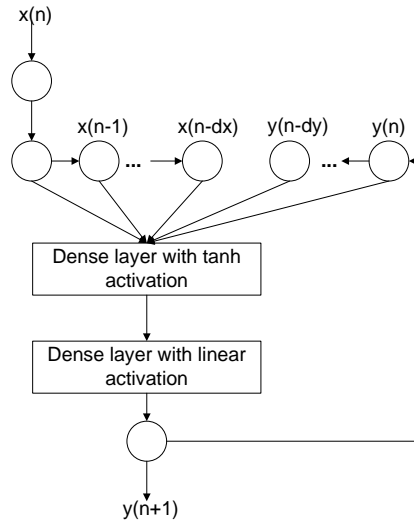 x(n)
x(n-1)
x(n-dx)
y(n-dy)
y(n)
...
...
Dense layer with tanh
activation
Dense layer with linear
activation
y(n+1)